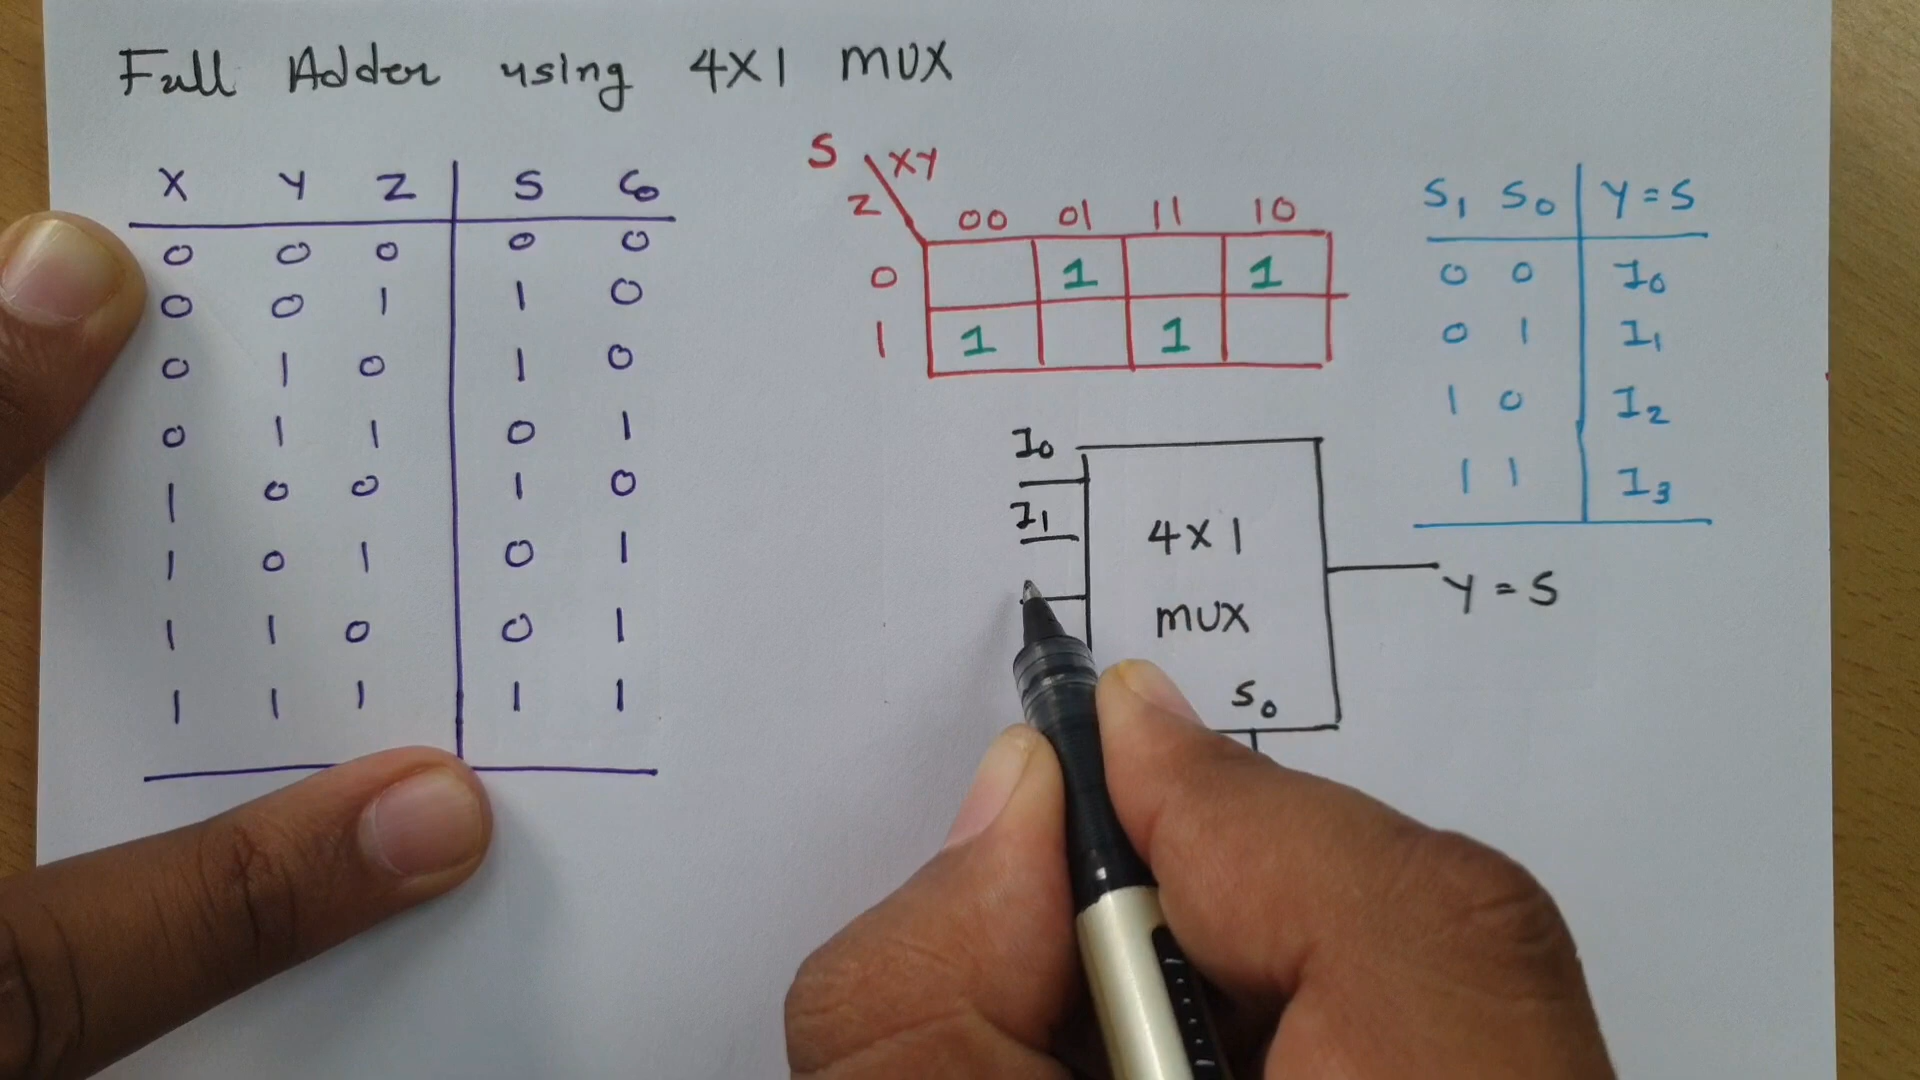 Full Adder using 4X1 MUX
X Y Z S C0
0 0 0 0 0
0 0 1 1 0
0 1 0 1 0
0 1 1 0 1
1 0 0 1 0
1 0 1 0 1
1 1 0 0 1
1 1 1 1 1
S XY
Z 00 01 11 10
0 1 1
1 1 1
S1 S0 Y = S
0 0 I0
0 1 I1
1 0 I2
1 1 I3
I0
I1
4X1
MUX
S0
Y = S